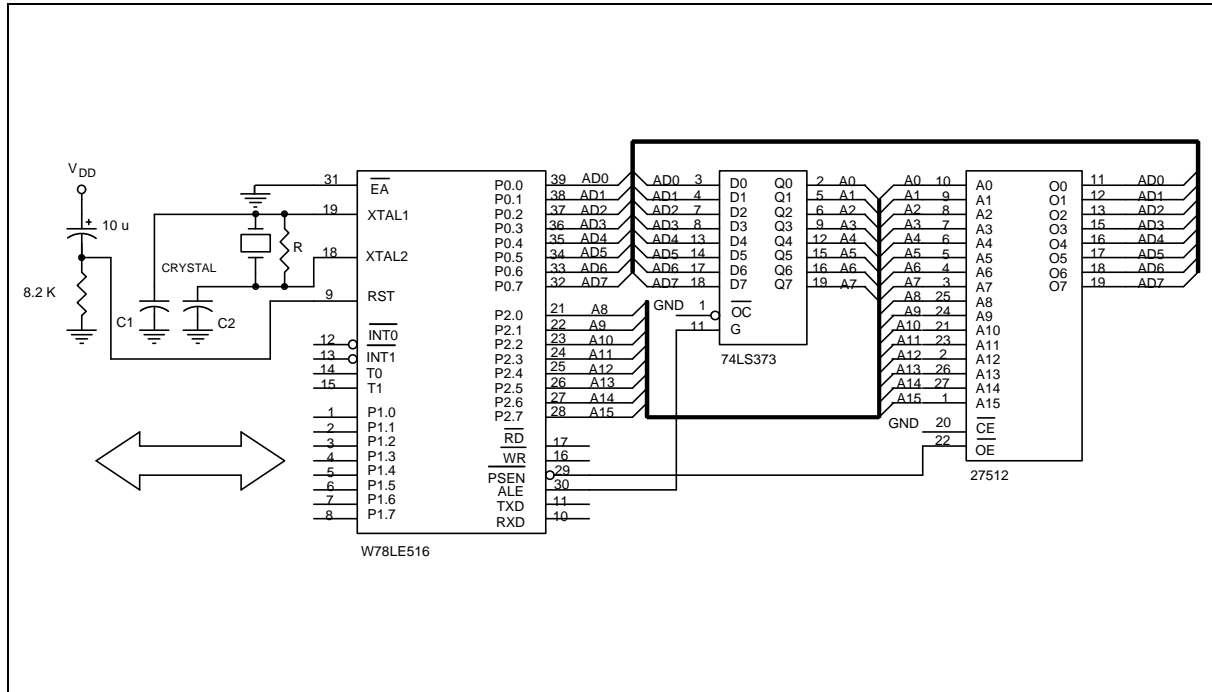 VDD
10 u
8.2 K
CRYSTAL
C1
C2
R
31 EA
19 XTAL1
18 XTAL2
9 RST
12 INT0
13 INT1
14 T0
15 T1
1 P1.0
2 P1.1
3 P1.2
4 P1.3
5 P1.4
6 P1.5
7 P1.6
8 P1.7
P0.0 39 AD0
P0.1 38 AD1
P0.2 37 AD2
P0.3 36 AD3
P0.4 35 AD4
P0.5 34 AD5
P0.6 33 AD6
P0.7 32 AD7
P2.0 21 A8
P2.1 22 A9
P2.2 23 A10
P2.3 24 A11
P2.4 25 A12
P2.5 26 A13
P2.6 27 A14
P2.7 28 A15
RD 17
WR 16
PSEN 29
ALE 30
TXD 11
RXD 10
W78LE516
AD0 3 D0 Q0 2 A0
AD1 4 D1 Q1 5 A1
AD2 7 D2 Q2 6 A2
AD3 8 D3 Q3 9 A3
AD4 13 D4 Q4 12 A4
AD5 14 D5 Q5 15 A5
AD6 17 D6 Q6 16 A6
AD7 18 D7 Q7 19 A7
GND 1 OC
11 G
74LS373
A0 10 A0 O0 11 AD0
A1 9 A1 O1 12 AD1
A2 8 A2 O2 13 AD2
A3 7 A3 O3 15 AD3
A4 6 A4 O4 16 AD4
A5 5 A5 O5 17 AD5
A6 4 A6 O6 18 AD6
A7 3 A7 O7 19 AD7
A8 25 A8
A9 24 A9
A10 21 A10
A11 23 A11
A12 2 A12
A13 26 A13
A14 27 A14
A15 1 A15
GND 20 CE
22 OE
27512